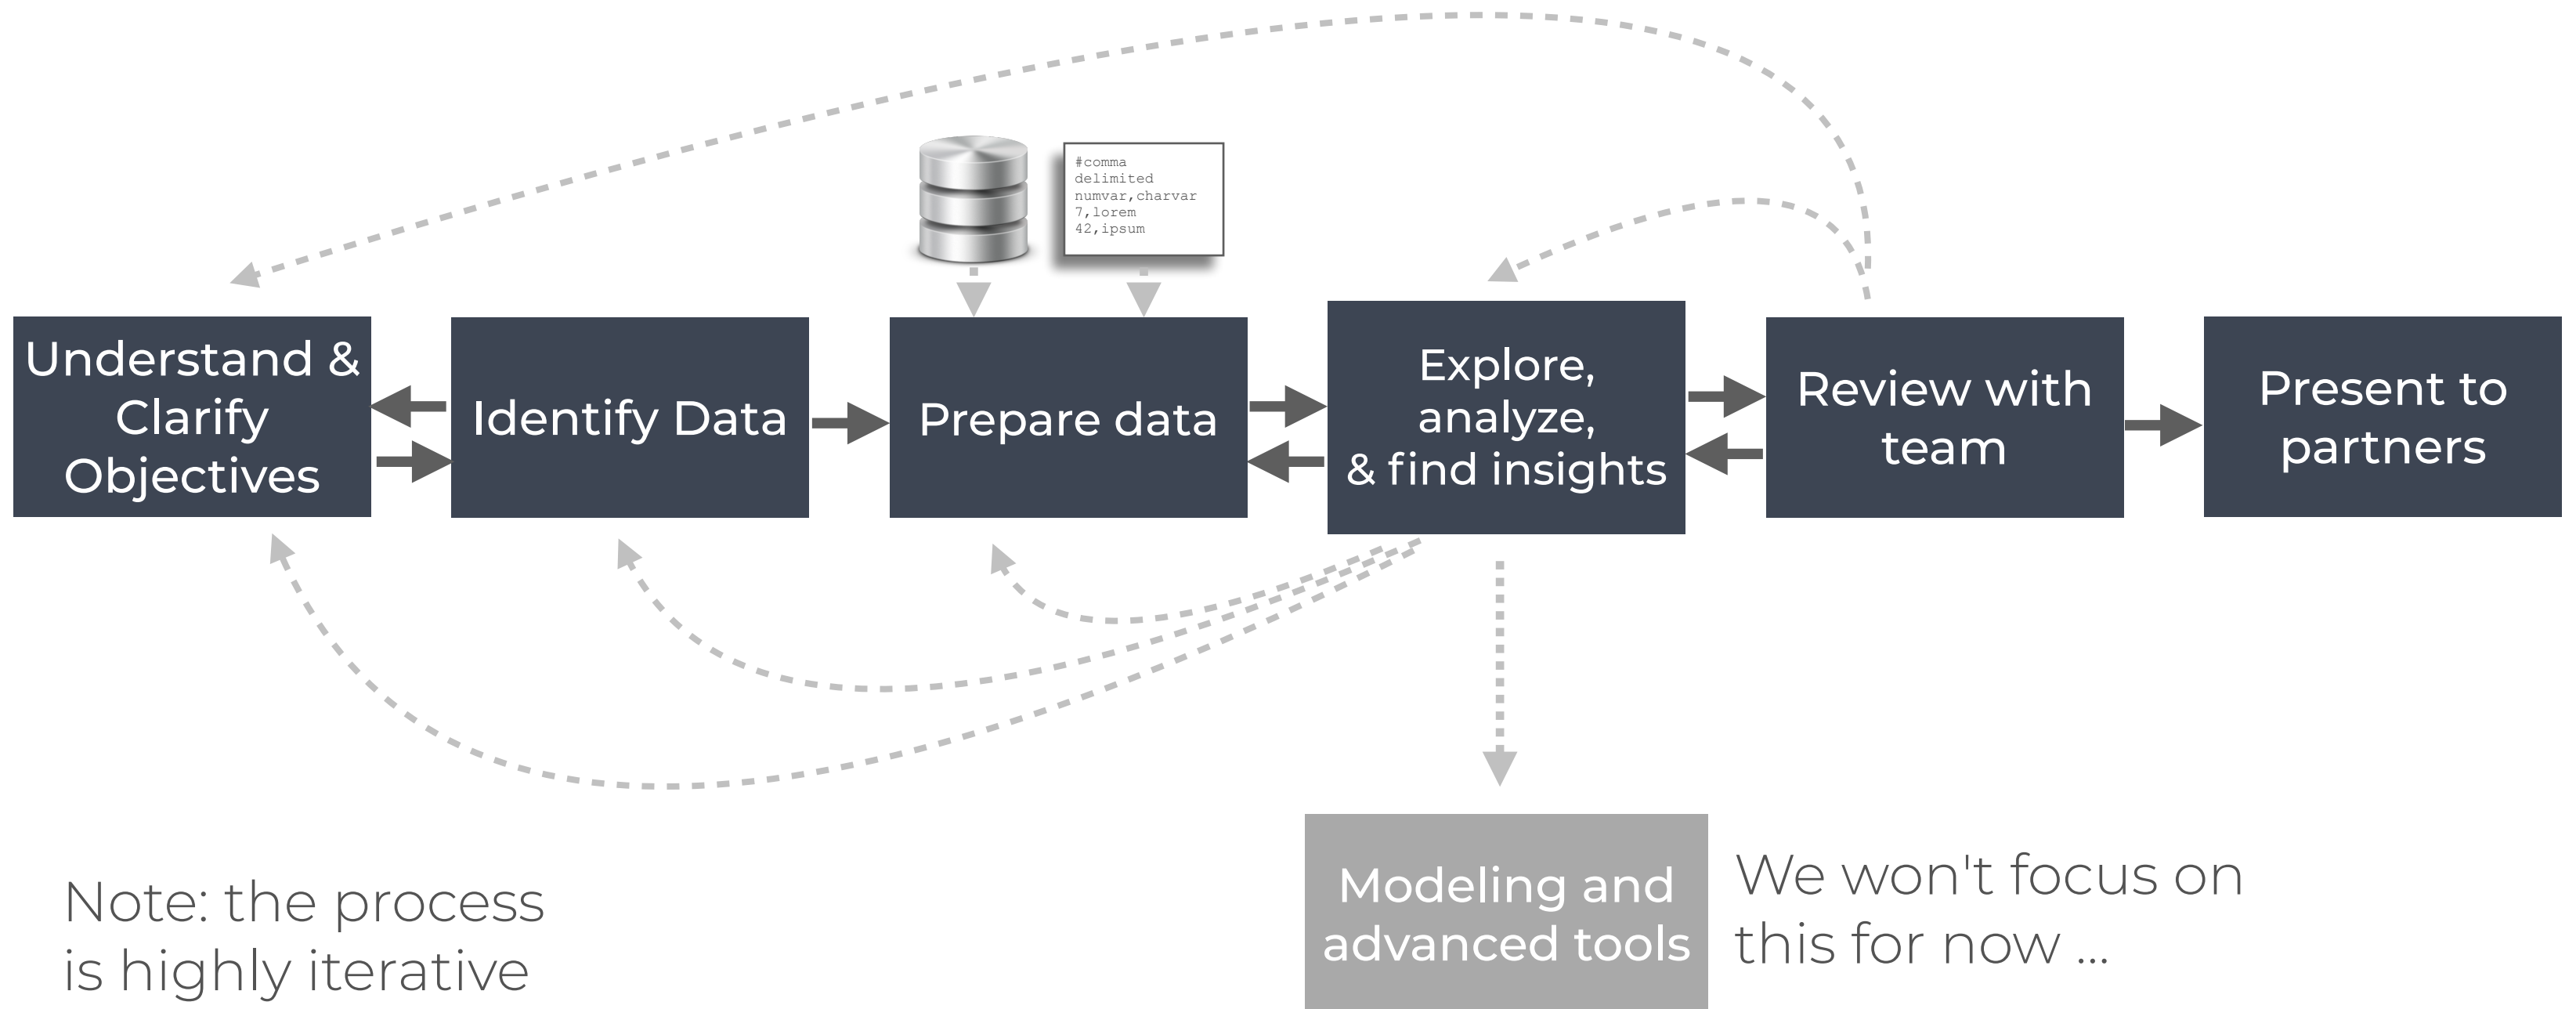 #comma
delimited
numvar,charvar
7,lorem
42,ipsum
Understand &
Clarify
Objectives
Identify Data
Prepare data
Explore,
analyze,
& find insights
Review with
team
Present to
partners
Modeling and
advanced tools
We won't focus on
this for now ...
Note: the process
is highly iterative